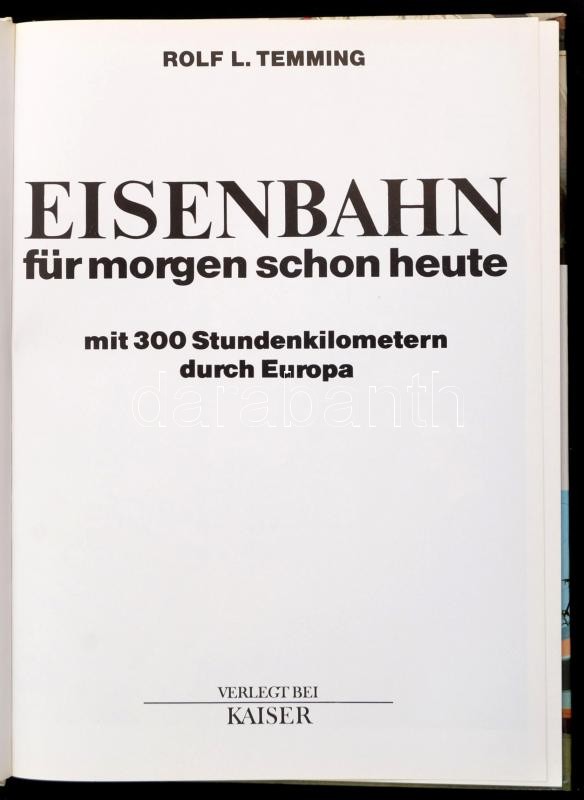 ROLF L. TEMMING
EISENBAHN
für morgen schon heute
mit 300 Stundenkilometern
durch Europa
darabanth
VERLEGT BEI
KAISER